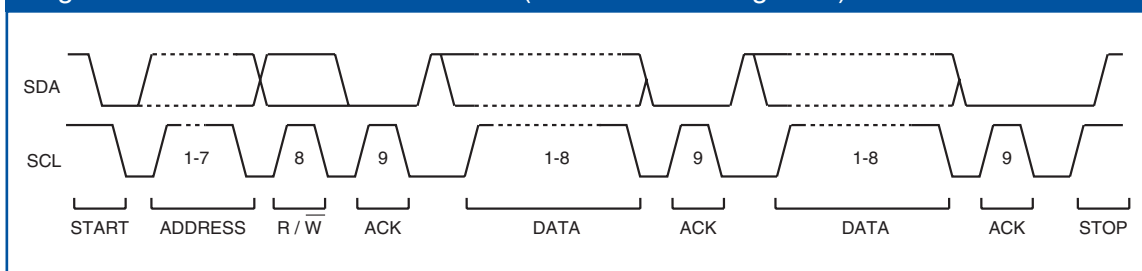 SDA
SCL 1-7 8 9 1-8 9 1-8 9
START ADDRESS R / W̅ ACK DATA ACK DATA ACK STOP